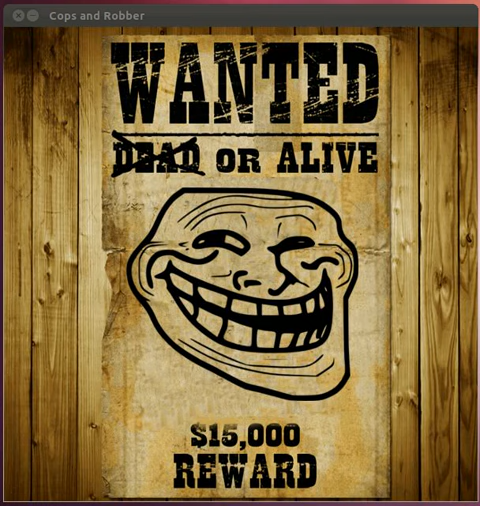 Cops and Robber
WANTED
DEAD OR ALIVE
$15,000
REWARD